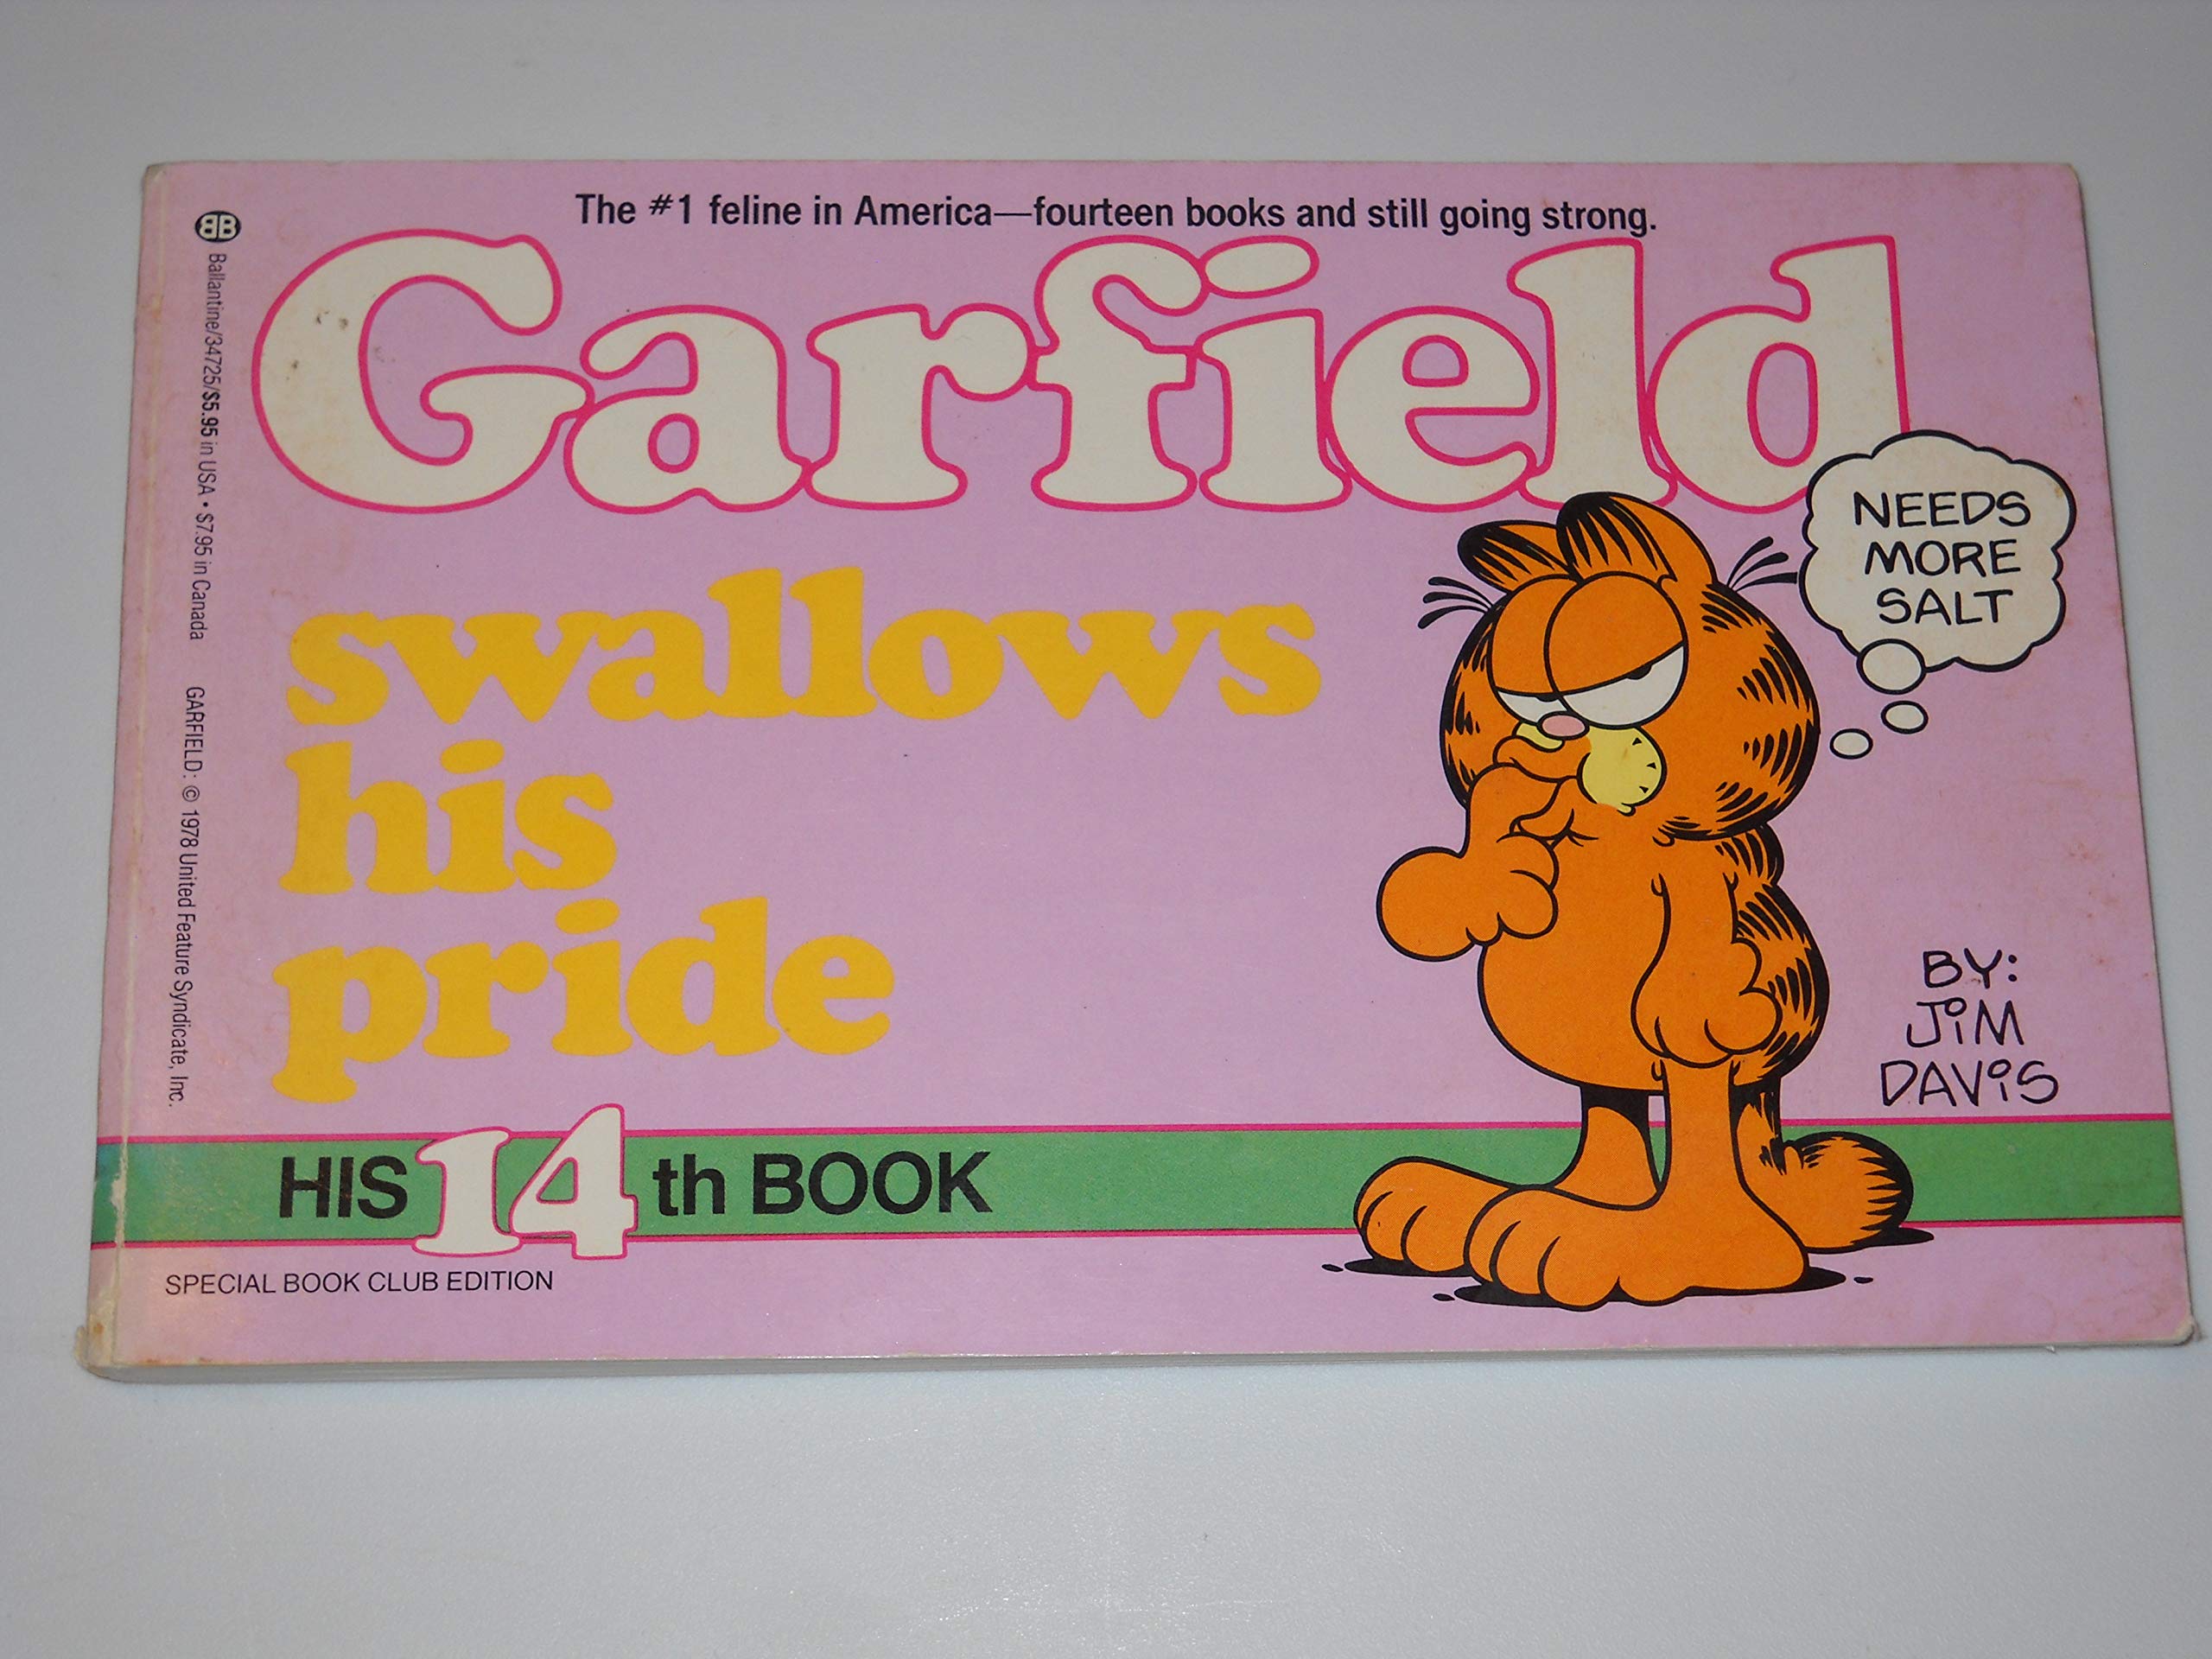 The #1 feline in America—fourteen books and still going strong.
BB
Ballantine/34725/$5.95 in USA • $7.95 in Canada GARFIELD: © 1978 United Feature Syndicate, Inc.
Garfield
swallows
his
pride
NEEDS
MORE
SALT
BY:
JIM
DAVIS
HIS 14th BOOK
SPECIAL BOOK CLUB EDITION